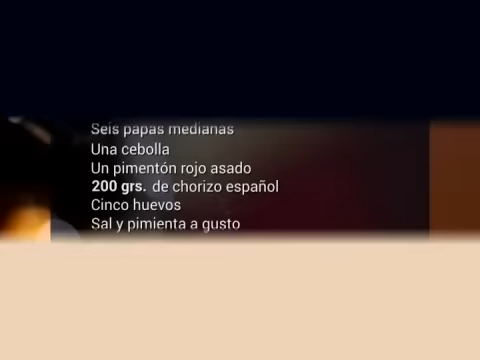 Seis papas medianas
Una cebolla
Un pimentón rojo asado
200 grs. de chorizo español
Cinco huevos
Sal y pimienta a gusto